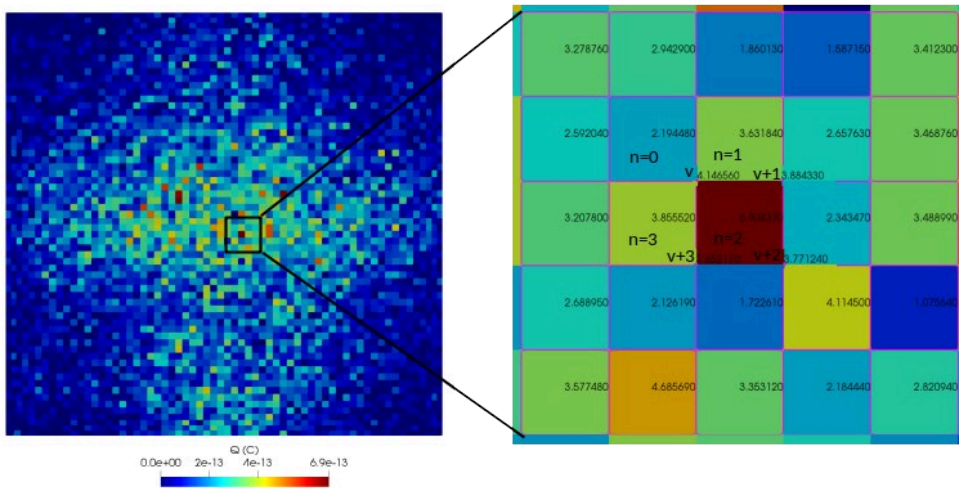 3.278760 2.942900 1.860130 1.587150 3.412300
2.592040 2.194480 3.631840 2.657630 3.468760
n=0 n=1
v 4.146560 v+1 3.884330
3.207800 3.855520 2.343470 3.488990
n=3 n=2
v+3 v+2 3.771240
2.688950 2.126190 1.722610 4.114500 1.075640
3.577480 4.685690 3.353120 2.184440 2.820940
Q (C)
0.0e+00 2e-13 4e-13 6.9e-13